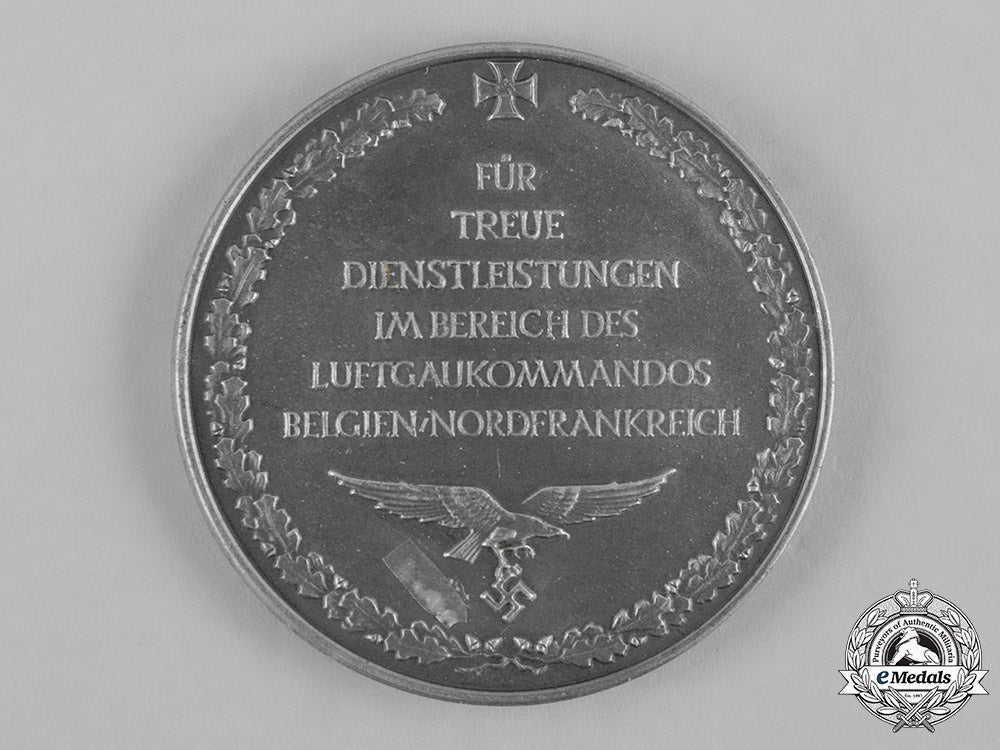 FÜR
TREUE
DIENSTLEISTUNGEN
IM BEREICH DES
LUFTGAUKOMMANDOS
BELGIEN-NORDFRANKREICH
Purveyors of Authentic Militaria
eMedals